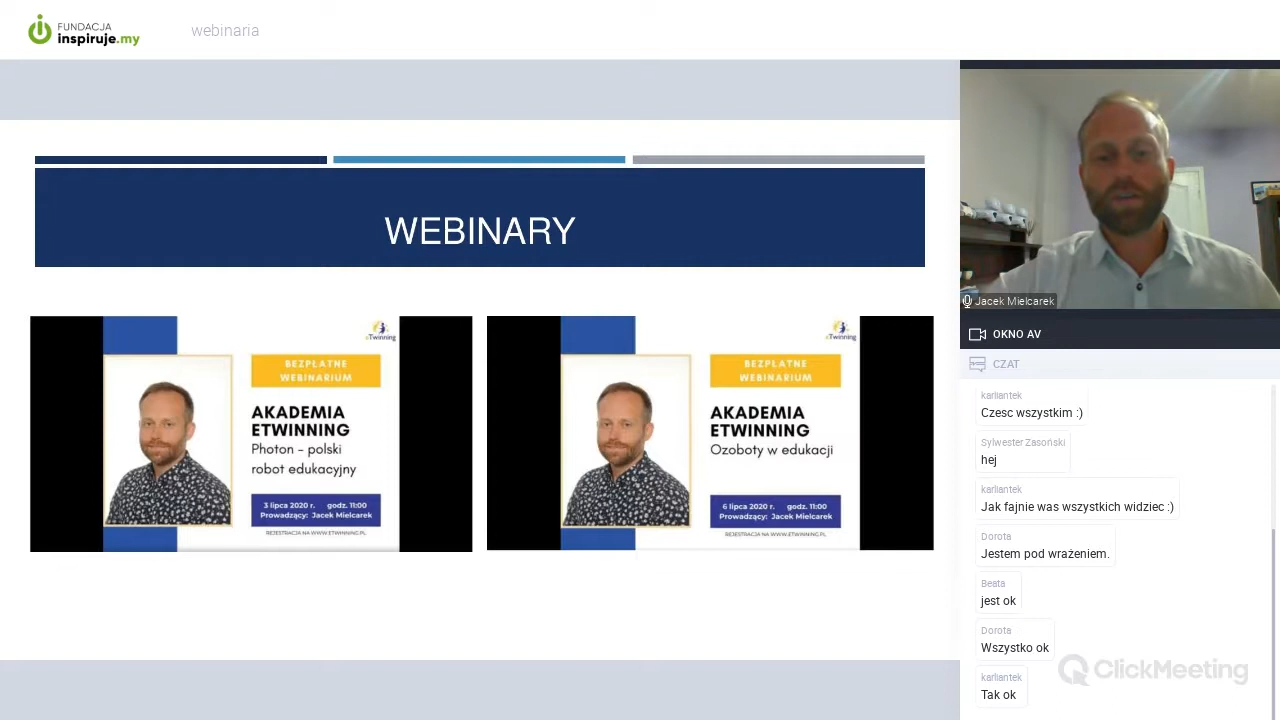 FUNDACJA
inspiruje.my
webinaria
WEBINARY
eTwinning
BEZPŁATNE
WEBINARIUM
AKADEMIA
ETWINNING
Photon - polski
robot edukacyjny
3 lipca 2020 r. godz. 11:00
Prowadzący: Jacek Mielcarek
REJESTRACJA NA WWW.ETWINNING.PL
eTwinning
BEZPŁATNE
WEBINARIUM
AKADEMIA
ETWINNING
Ozoboty w edukacji
6 lipca 2020 r. godz. 11:00
Prowadzący: Jacek Mielcarek
REJESTRACJA NA WWW.ETWINNING.PL
Jacek Mielcarek
OKNO AV
CZAT
karliantek
Czesc wszystkim :)
Sylwester Zasoński
hej
karliantek
Jak fajnie was wszystkich widziec :)
Dorota
Jestem pod wrażeniem.
Beata
jest ok
Dorota
Wszystko ok
karliantek
Tak ok
ClickMeeting